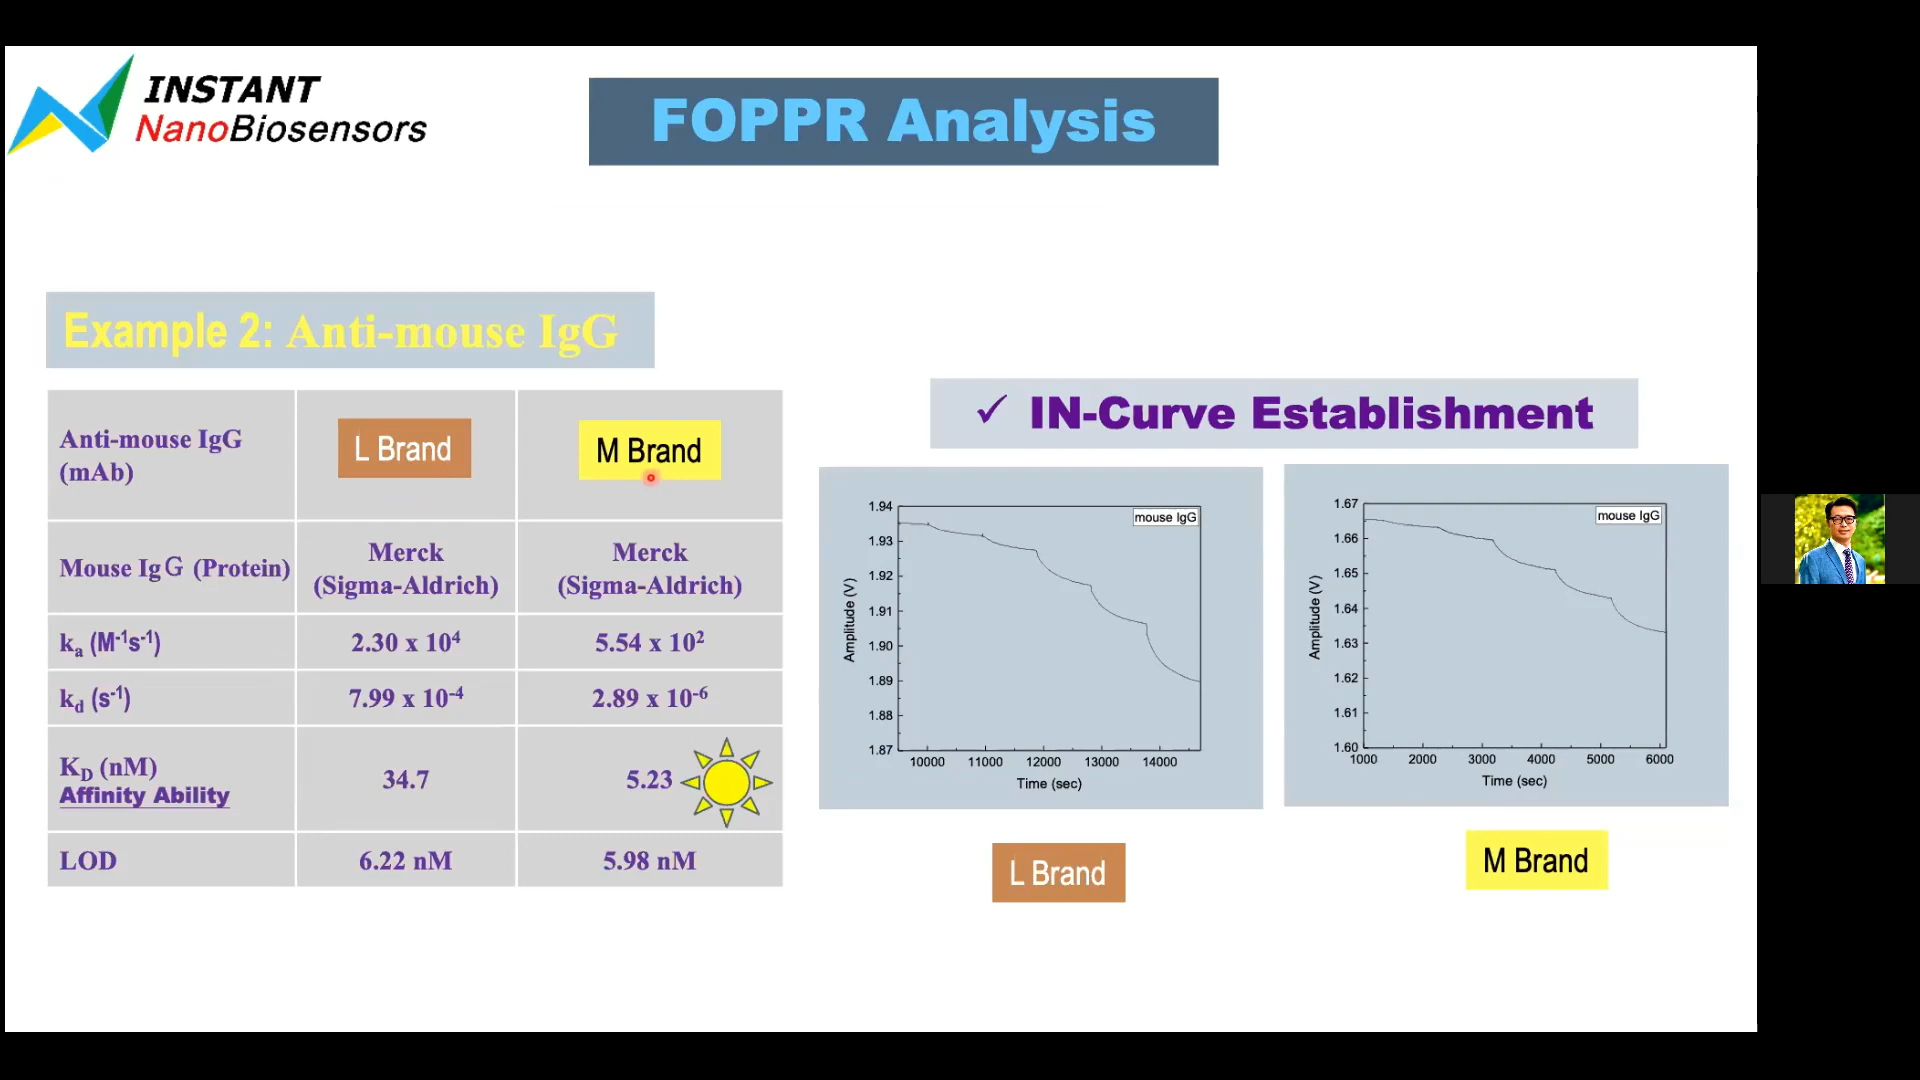 INSTANT
NanoBiosensors
FOPPR Analysis
Example 2: Anti-mouse IgG
Anti-mouse IgG
(mAb)
L Brand
M Brand
Mouse IgG (Protein)
Merck
(Sigma-Aldrich)
Merck
(Sigma-Aldrich)
kₐ (M⁻¹s⁻¹)
2.30 x 10⁴
5.54 x 10²
k_d (s⁻¹)
7.99 x 10⁻⁴
2.89 x 10⁻⁶
K_D (nM)
Affinity Ability
34.7
5.23
LOD
6.22 nM
5.98 nM
✓ IN-Curve Establishment
mouse IgG
Amplitude (V)
1.94
1.93
1.92
1.91
1.90
1.89
1.88
1.87
10000 11000 12000 13000 14000
Time (sec)
L Brand
mouse IgG
Amplitude (V)
1.67
1.66
1.65
1.64
1.63
1.62
1.61
1.60
1000 2000 3000 4000 5000 6000
Time (sec)
M Brand